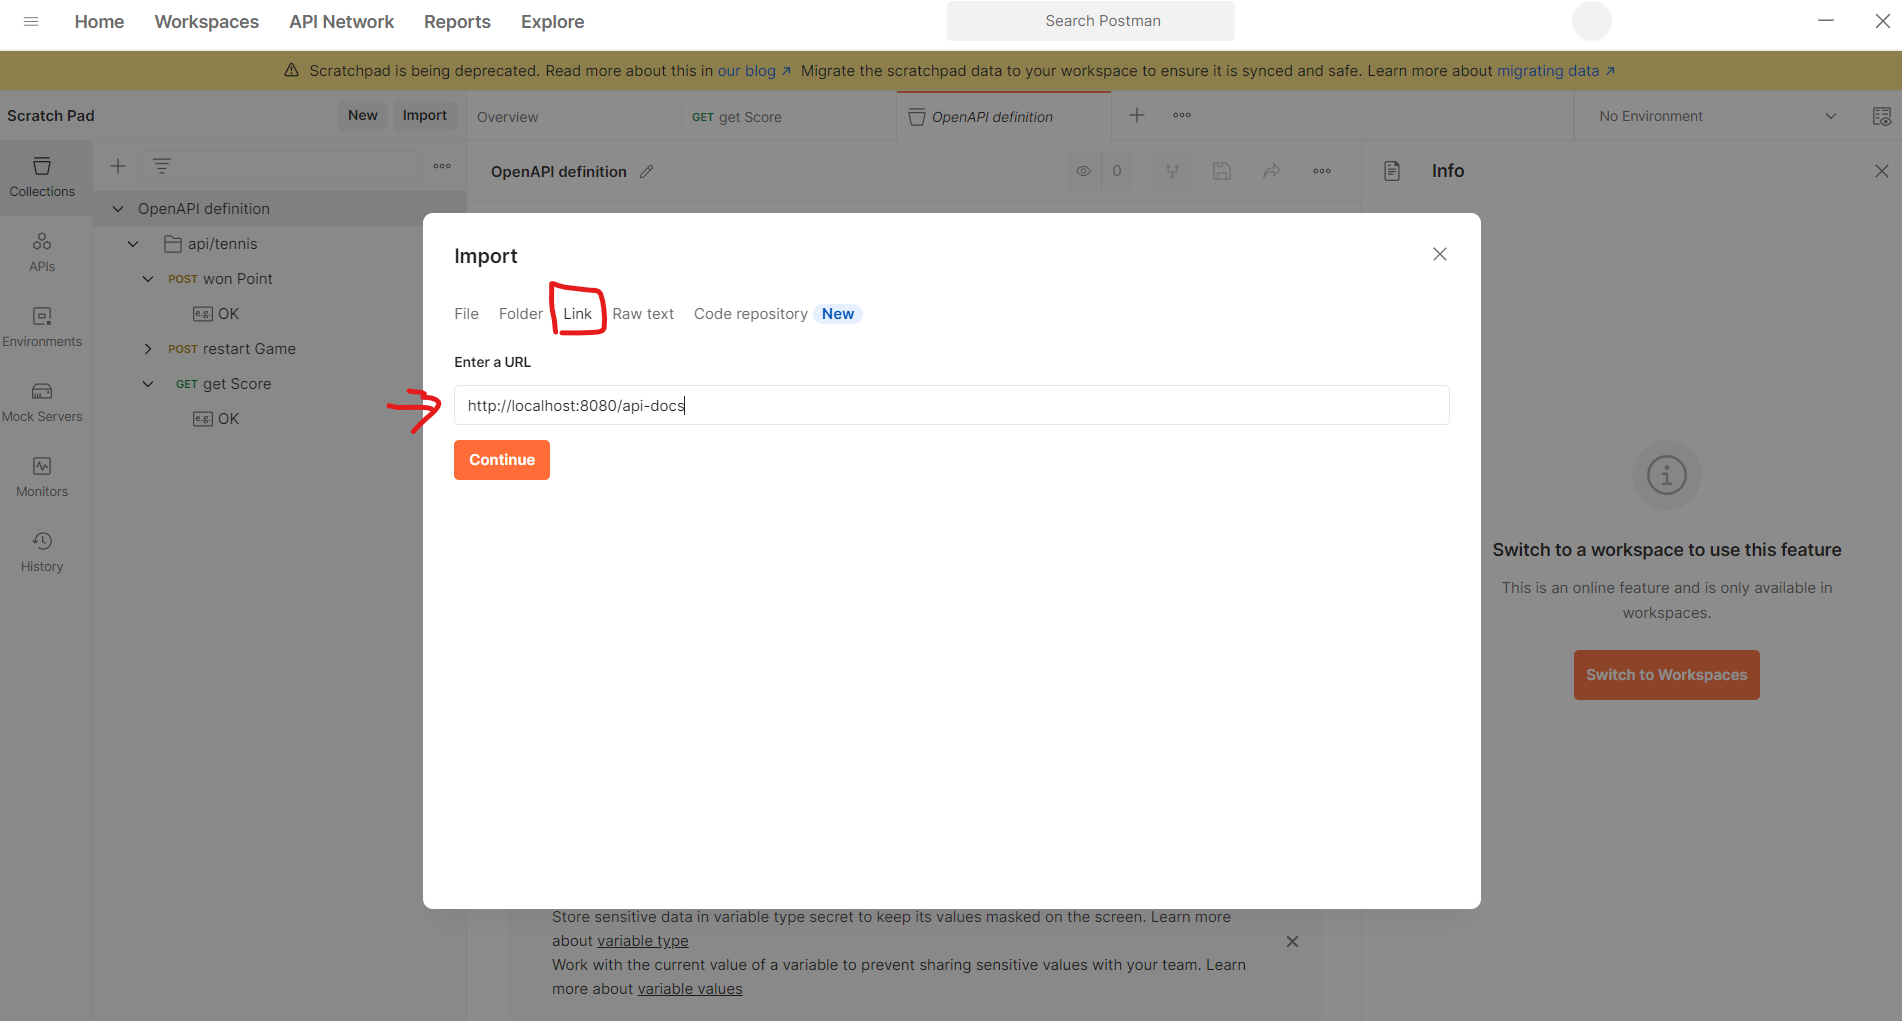 Home Workspaces API Network Reports Explore Search Postman
Scratchpad is being deprecated. Read more about this in our blog ↗ Migrate the scratchpad data to your workspace to ensure it is synced and safe. Learn more about migrating data ↗
Scratch Pad New Import Overview GET get Score OpenAPI definition No Environment
Collections
APIs
Environments
Mock Servers
Monitors
History
OpenAPI definition
api/tennis
POST won Point
e.g. OK
POST restart Game
GET get Score
e.g. OK
OpenAPI definition 0
Import
File Folder Link Raw text Code repository New
Enter a URL
http://localhost:8080/api-docs
Continue
Store sensitive data in variable type secret to keep its values masked on the screen. Learn more
about variable type
Work with the current value of a variable to prevent sharing sensitive values with your team. Learn
more about variable values
Info
Switch to a workspace to use this feature
This is an online feature and is only available in
workspaces.
Switch to Workspaces